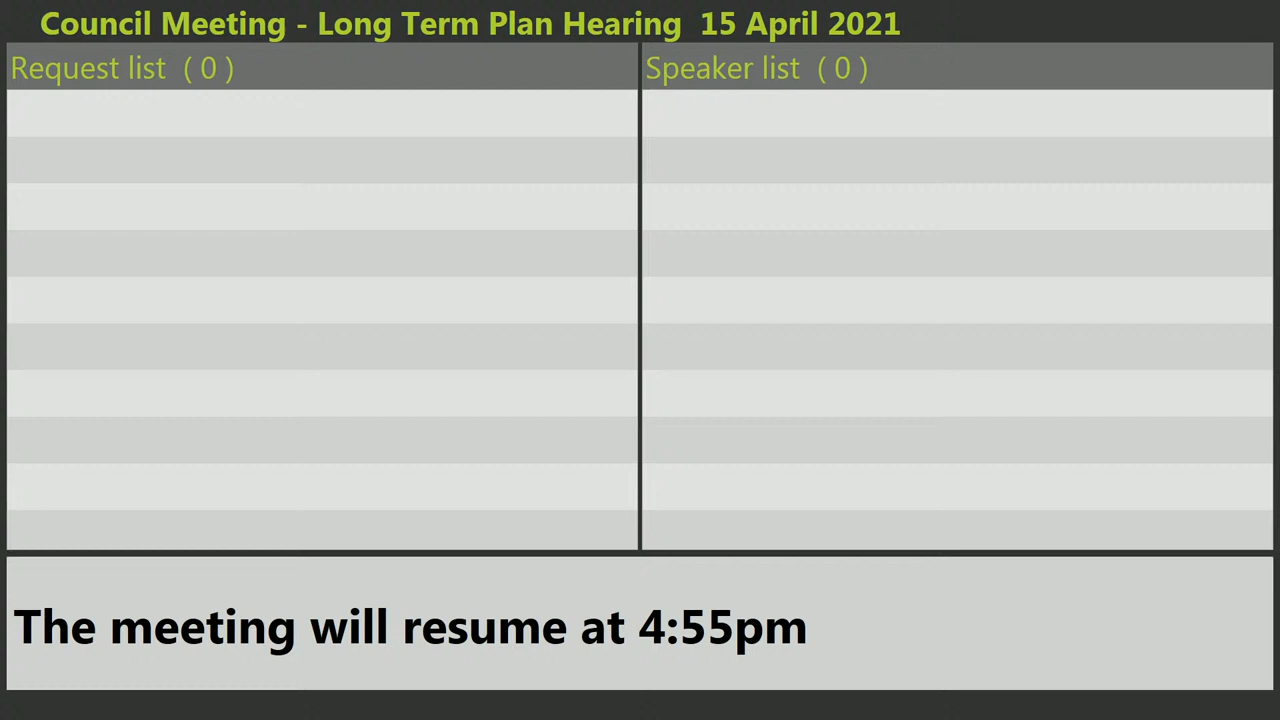 Council Meeting - Long Term Plan Hearing 15 April 2021
Request list ( 0 )
Speaker list ( 0 )
The meeting will resume at 4:55pm